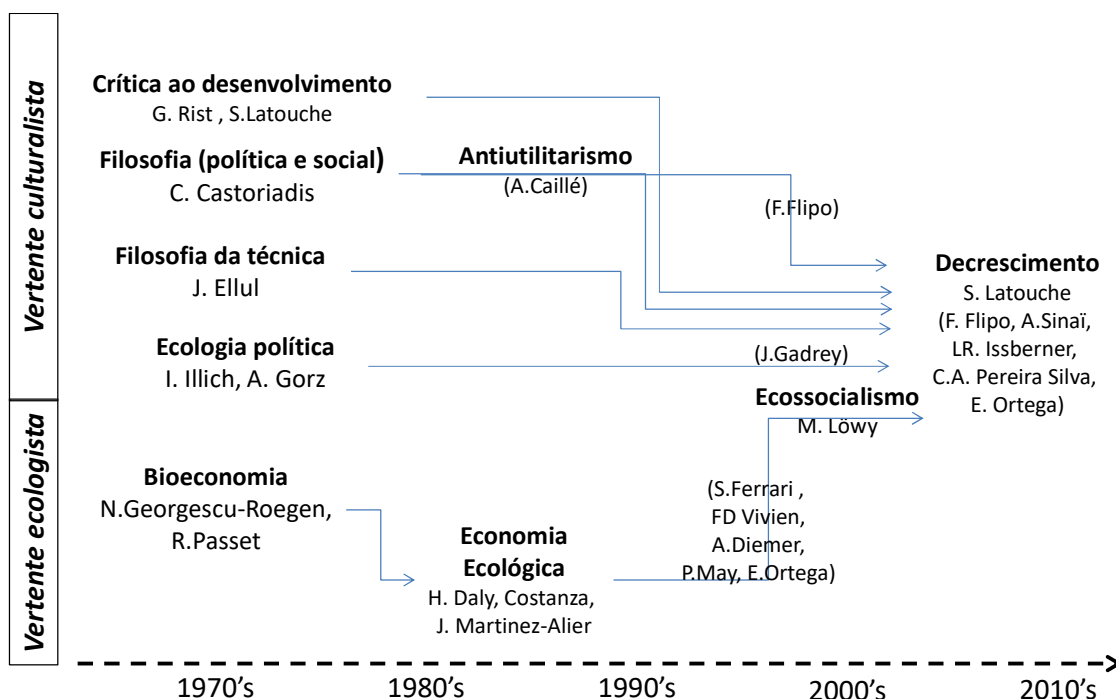 Vertente culturalista
Crítica ao desenvolvimento
G. Rist , S.Latouche
Filosofia (política e social)
C. Castoriadis
Antiutilitarismo
(A.Caillé)
(F.Flipo)
Filosofia da técnica
J. Ellul
Decrescimento
S. Latouche
(F. Flipo, A.Sinaï,
LR. Issberner,
C.A. Pereira Silva,
E. Ortega)
Ecologia política
I. Illich, A. Gorz
(J.Gadrey)
Ecossocialismo
M. Löwy
Vertente ecologista
Bioeconomia
N.Georgescu-Roegen,
R.Passet
Economia
Ecológica
H. Daly, Costanza,
J. Martinez-Alier
(S.Ferrari ,
FD Vivien,
A.Diemer,
P.May, E.Ortega)
1970’s 1980’s 1990’s 2000’s 2010’s